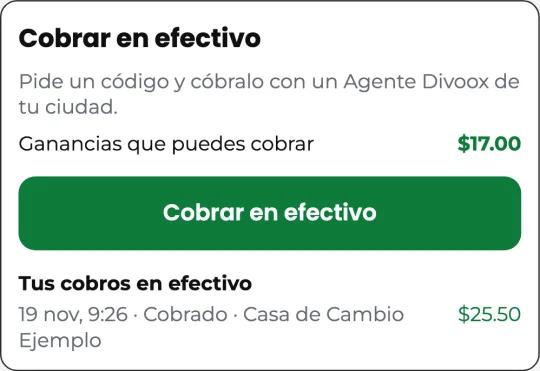 Cobrar en efectivo
Pide un código y cóbralo con un Agente Divoox de
tu ciudad.
Ganancias que puedes cobrar $17.00
Cobrar en efectivo
Tus cobros en efectivo
19 nov, 9:26 · Cobrado · Casa de Cambio $25.50
Ejemplo